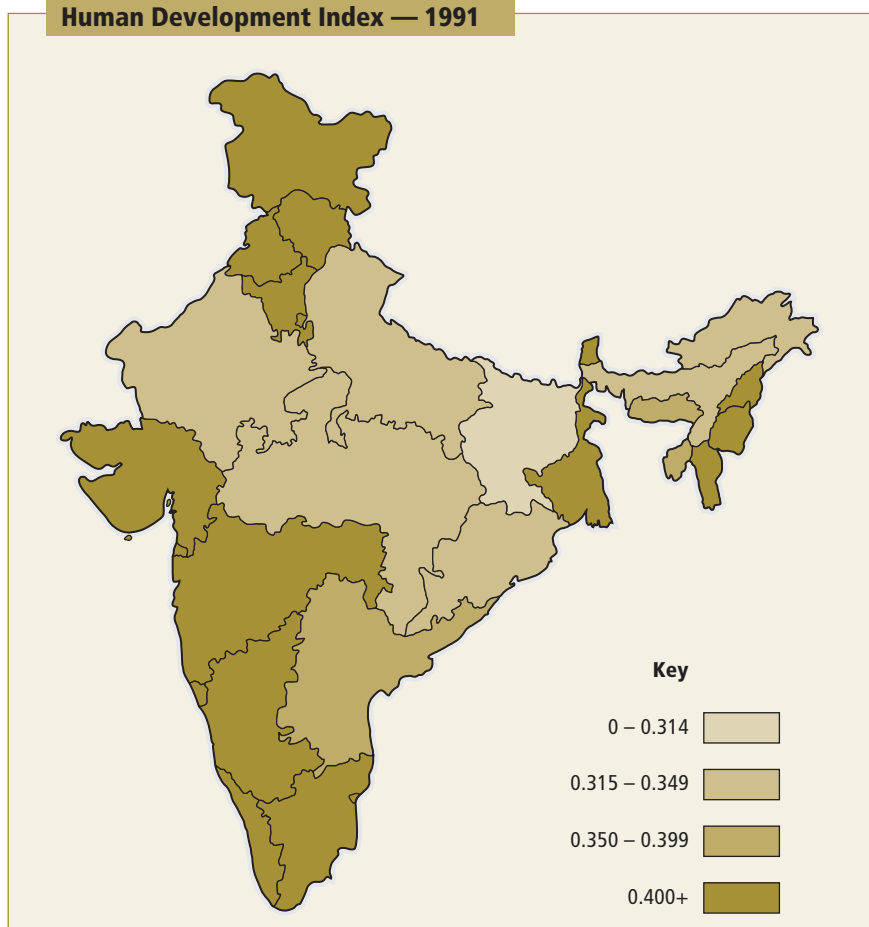 Human Development Index — 1991
Key
0 – 0.314
0.315 – 0.349
0.350 – 0.399
0.400+